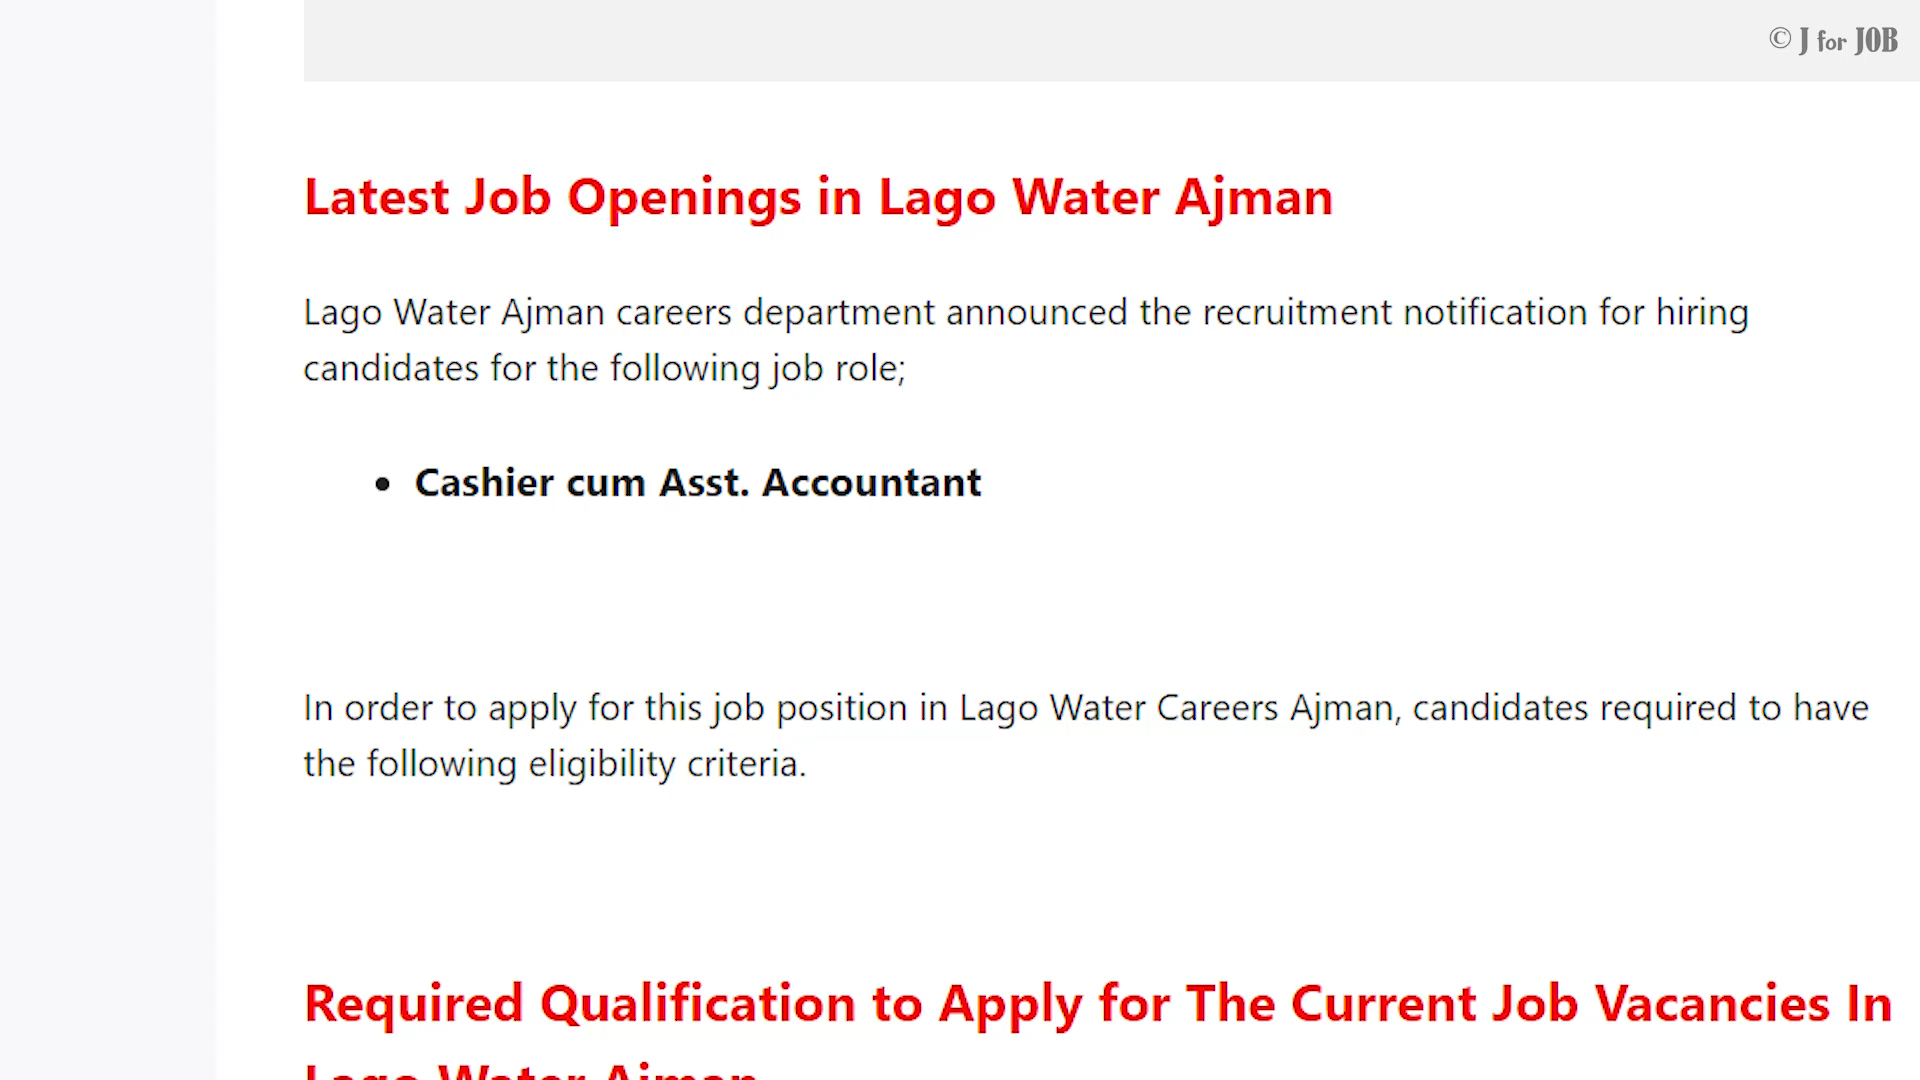 © J for JOB
Latest Job Openings in Lago Water Ajman
Lago Water Ajman careers department announced the recruitment notification for hiring
candidates for the following job role;
• Cashier cum Asst. Accountant
In order to apply for this job position in Lago Water Careers Ajman, candidates required to have
the following eligibility criteria.
Required Qualification to Apply for The Current Job Vacancies In
Lago Water Ajman